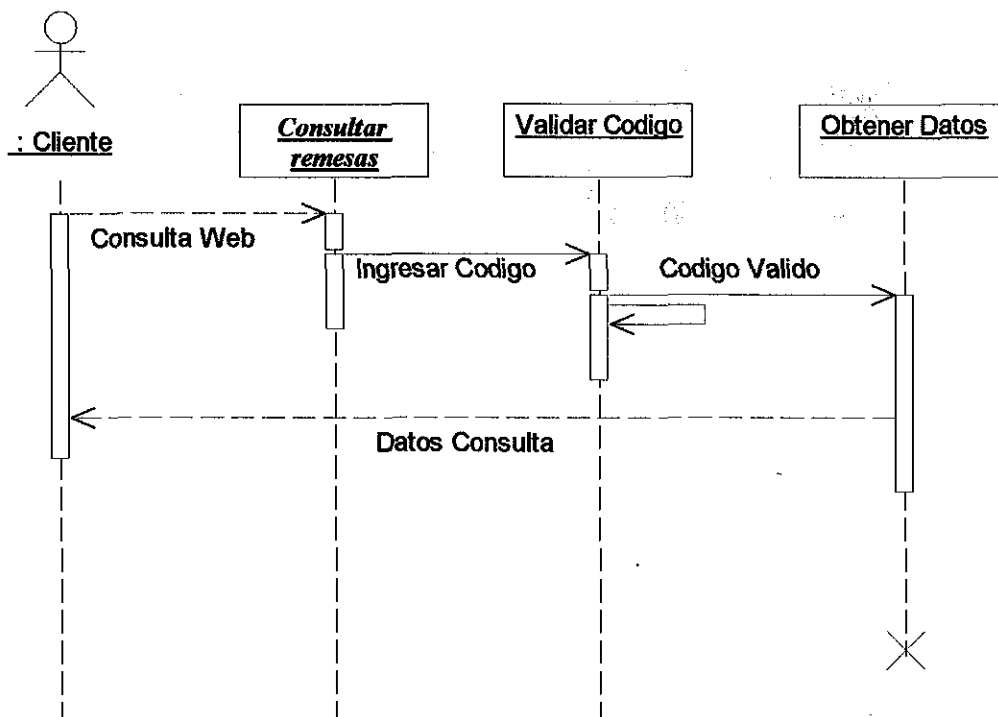 : Cliente
Consultar
remesas
Validar Codigo
Obtener Datos
Consulta Web
Ingresar Codigo
Codigo Valido
Datos Consulta